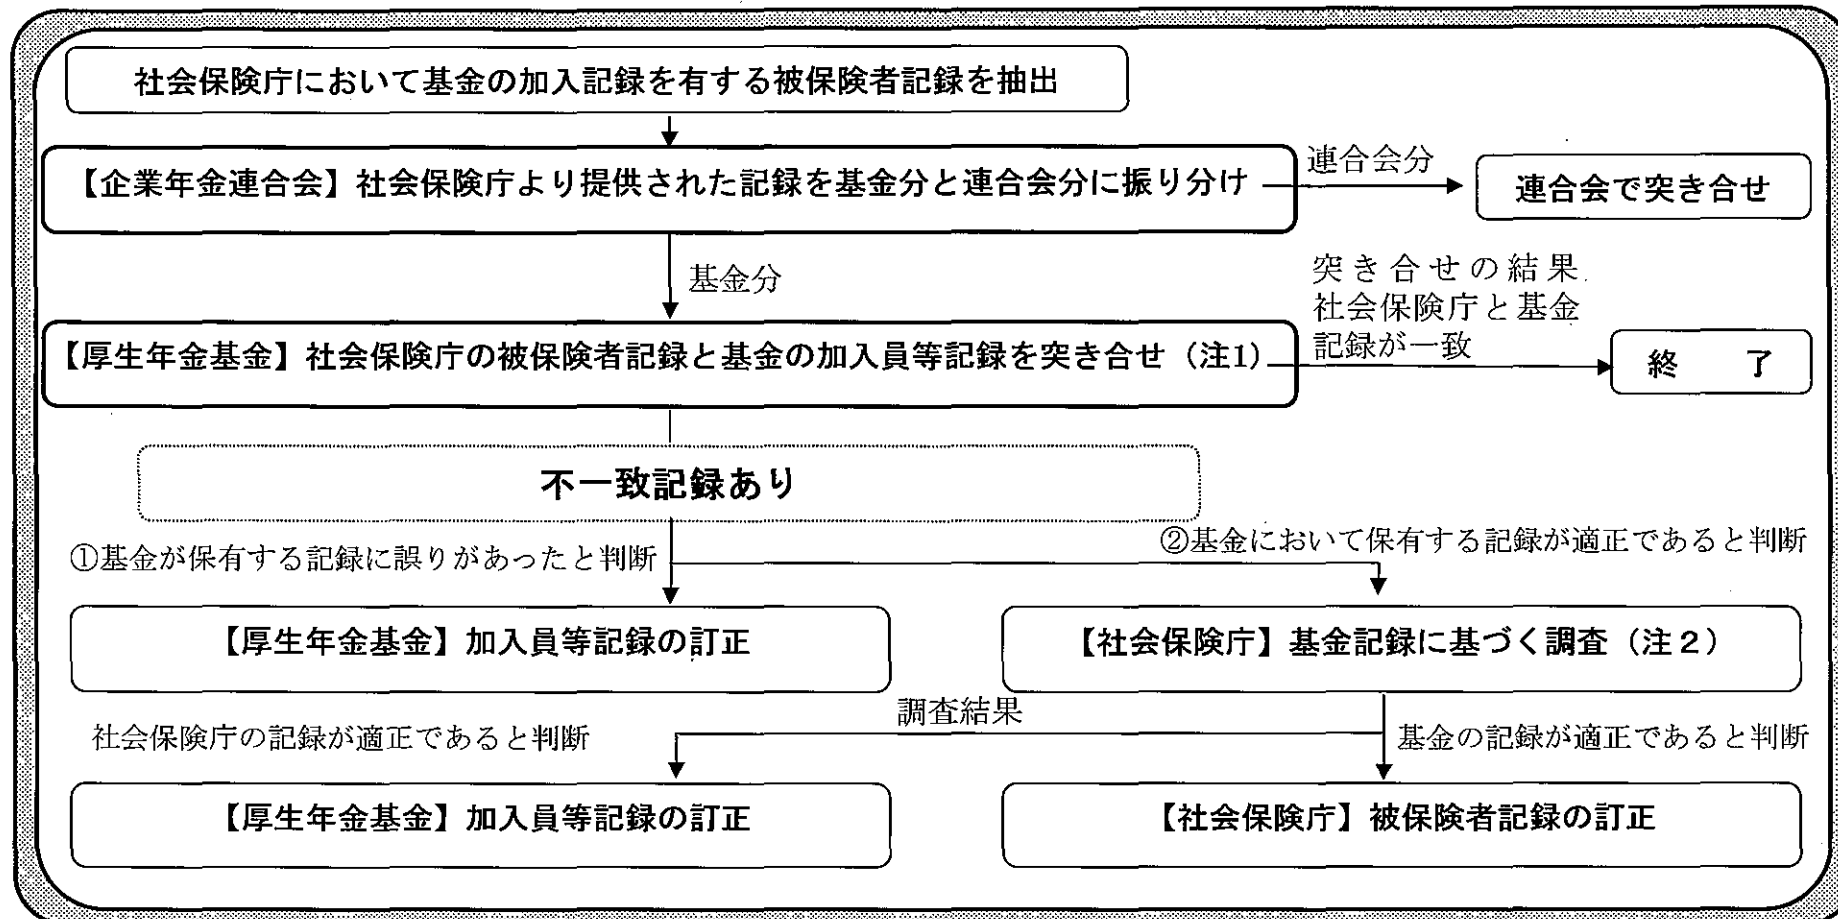 社会保険庁において基金の加入記録を有する被保険者記録を抽出
【企業年金連合会】社会保険庁より提供された記録を基金分と連合会分に振り分け
連合会分
連合会で突き合せ
基金分
突き合せの結果
社会保険庁と基金
記録が一致
【厚生年金基金】社会保険庁の被保険者記録と基金の加入員等記録を突き合せ（注1）
終　了
不一致記録あり
①基金が保有する記録に誤りがあったと判断
②基金において保有する記録が適正であると判断
【厚生年金基金】加入員等記録の訂正
【社会保険庁】基金記録に基づく調査（注２）
調査結果
社会保険庁の記録が適正であると判断
基金の記録が適正であると判断
【厚生年金基金】加入員等記録の訂正
【社会保険庁】被保険者記録の訂正